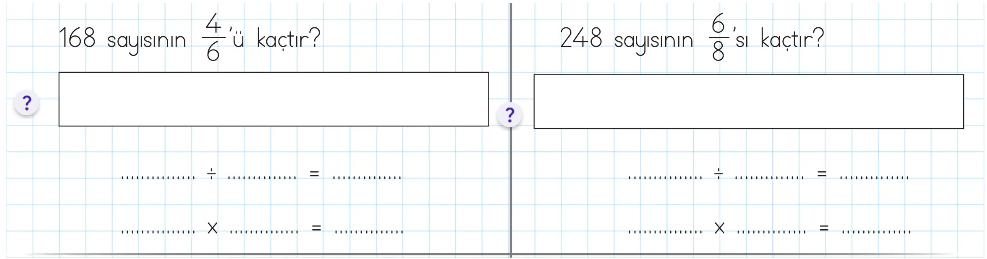 168 sayısının 4/6 'ü kaçtır?
?
............... ÷ .............. = ..............
............... x .............. = ..............
248 sayısının 6/8 'sı kaçtır?
?
............... ÷ .............. = ..............
............... x .............. = ..............